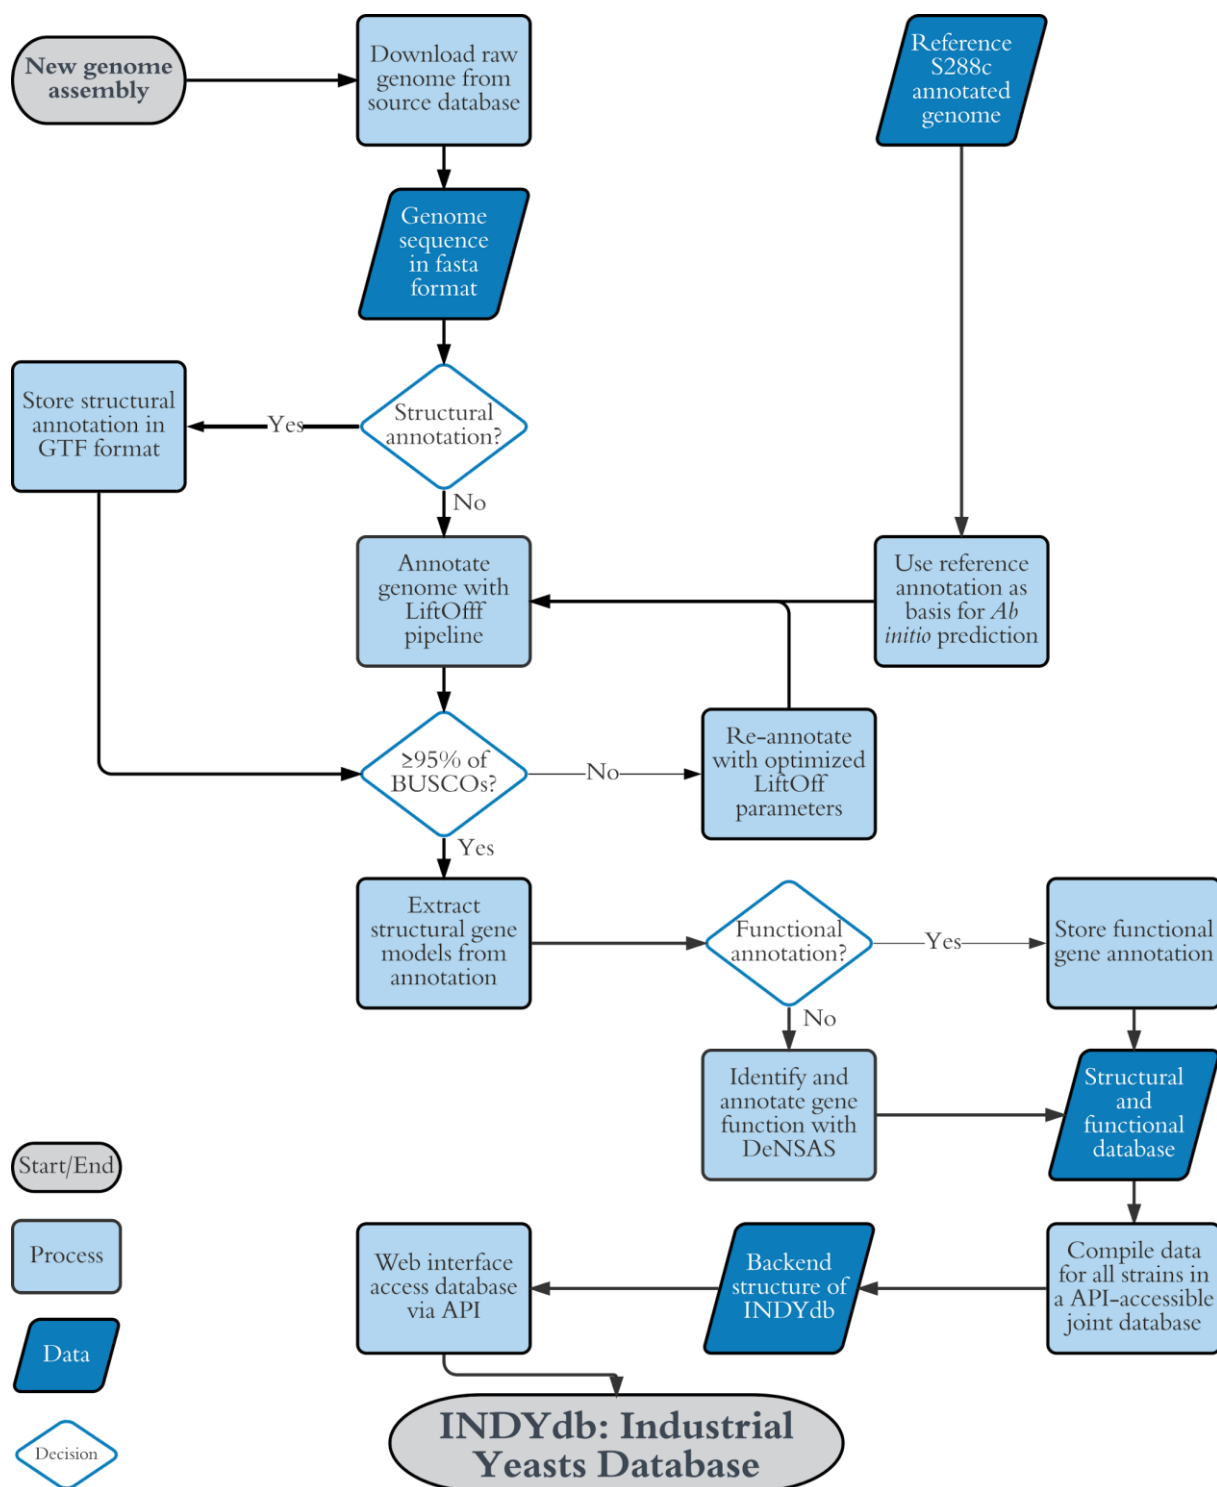 New genome
assembly
Download raw
genome from
source database
Reference
S288c
annotated
genome
Genome
sequence
in fasta
format
Store structural
annotation in
GTF format
Yes
Structural
annotation?
No
Annotate
genome with
LiftOfff
pipeline
Use reference
annotation as
basis for Ab
initio prediction
≥95% of
BUSCOs?
No
Re-annotate
with optimized
LiftOff
parameters
Yes
Extract
structural gene
models from
annotation
Functional
annotation?
Yes
Store functional
gene annotation
No
Identify and
annotate gene
function with
DeNSAS
Structural
and
functional
database
Start/End
Process
Data
Decision
Web interface
access database
via API
Backend
structure of
INDYdb
Compile data
for all strains in
a API-accessible
joint database
INDYdb: Industrial
Yeasts Database